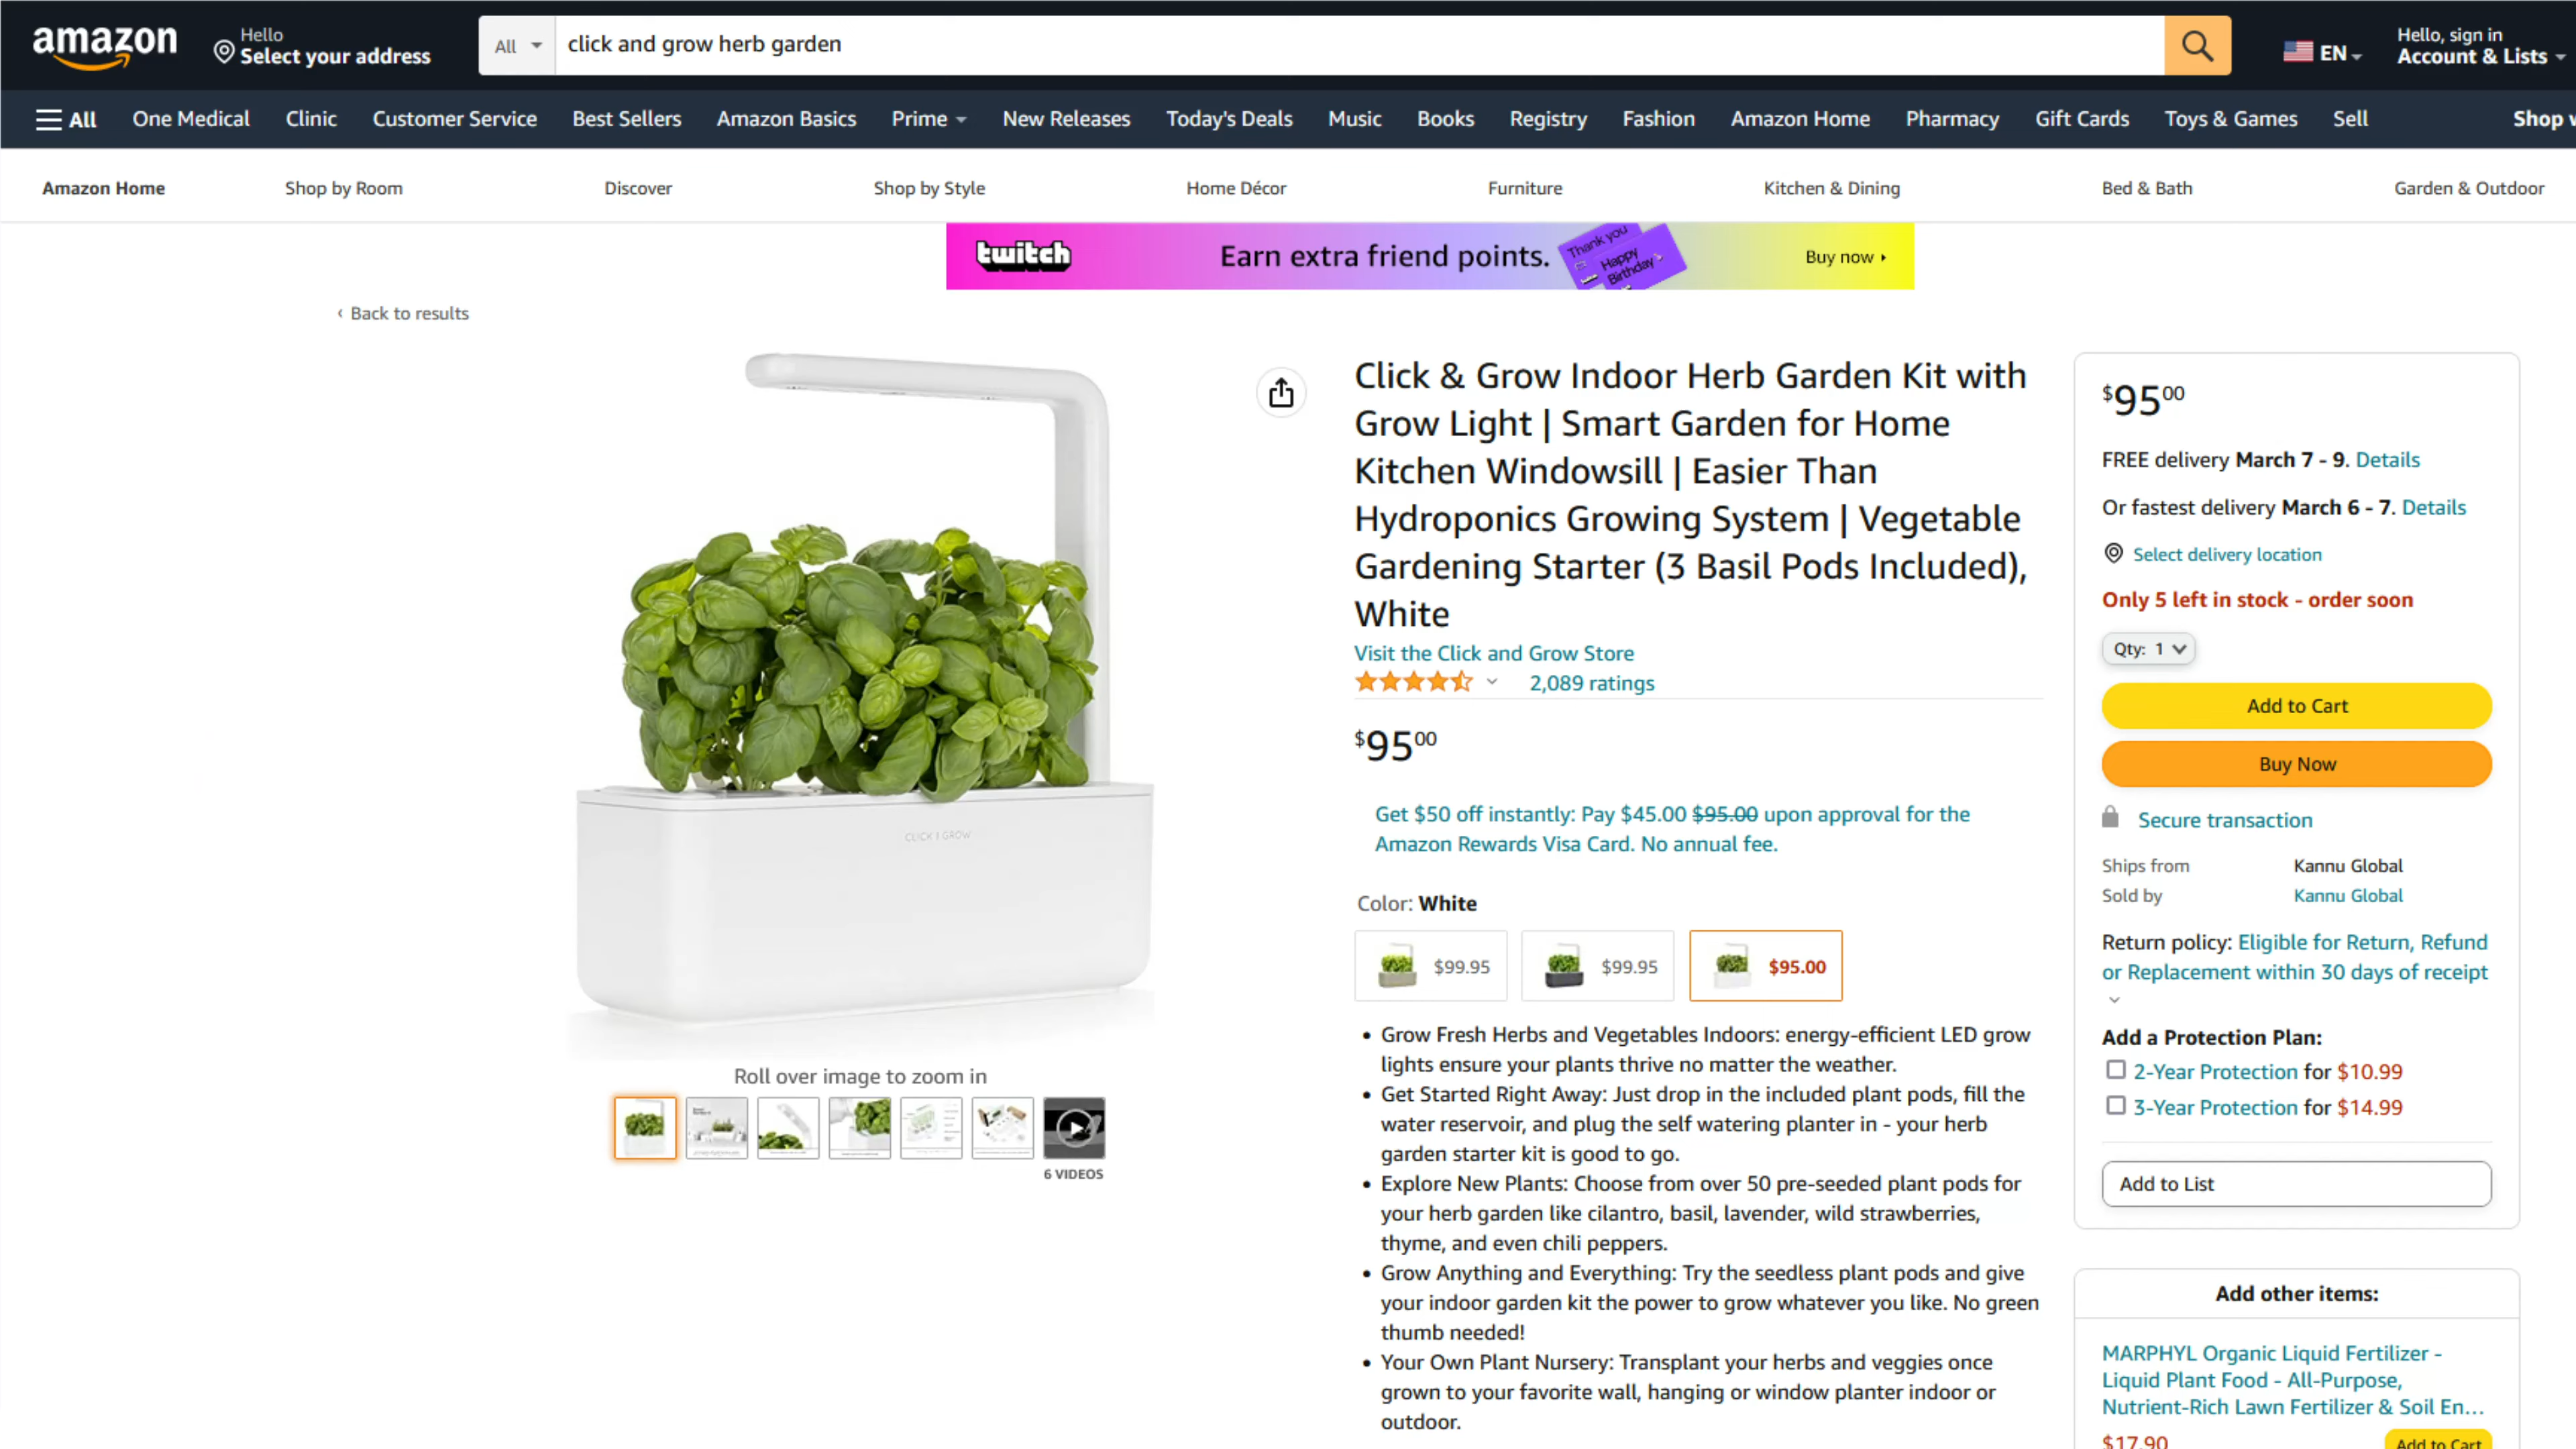 amazon
Hello
Select your address
All
click and grow herb garden
EN
Hello, sign in
Account & Lists
All
One Medical
Clinic
Customer Service
Best Sellers
Amazon Basics
Prime
New Releases
Today's Deals
Music
Books
Registry
Fashion
Amazon Home
Pharmacy
Gift Cards
Toys & Games
Sell
Shop
Amazon Home
Shop by Room
Discover
Shop by Style
Home Décor
Furniture
Kitchen & Dining
Bed & Bath
Garden & Outdoor
twitch
Earn extra friend points.
Thank you
Happy
Birthday
Buy now
‹ Back to results
CLICK & GROW
Roll over image to zoom in
6 VIDEOS
Click & Grow Indoor Herb Garden Kit with
Grow Light | Smart Garden for Home
Kitchen Windowsill | Easier Than
Hydroponics Growing System | Vegetable
Gardening Starter (3 Basil Pods Included),
White
Visit the Click and Grow Store
2,089 ratings
$9500
Get $50 off instantly: Pay $45.00 $95.00 upon approval for the
Amazon Rewards Visa Card. No annual fee.
Color: White
$99.95
$99.95
$95.00
• Grow Fresh Herbs and Vegetables Indoors: energy-efficient LED grow
lights ensure your plants thrive no matter the weather.
• Get Started Right Away: Just drop in the included plant pods, fill the
water reservoir, and plug the self watering planter in - your herb
garden starter kit is good to go.
• Explore New Plants: Choose from over 50 pre-seeded plant pods for
your herb garden like cilantro, basil, lavender, wild strawberries,
thyme, and even chili peppers.
• Grow Anything and Everything: Try the seedless plant pods and give
your indoor garden kit the power to grow whatever you like. No green
thumb needed!
• Your Own Plant Nursery: Transplant your herbs and veggies once
grown to your favorite wall, hanging or window planter indoor or
outdoor.
$9500
FREE delivery March 7 - 9. Details
Or fastest delivery March 6 - 7. Details
Select delivery location
Only 5 left in stock - order soon
Qty: 1
Add to Cart
Buy Now
Secure transaction
Ships from Kannu Global
Sold by Kannu Global
Return policy: Eligible for Return, Refund
or Replacement within 30 days of receipt
Add a Protection Plan:
2-Year Protection for $10.99
3-Year Protection for $14.99
Add to List
Add other items:
MARPHYL Organic Liquid Fertilizer -
Liquid Plant Food - All-Purpose,
Nutrient-Rich Lawn Fertilizer & Soil En...
$17.90
Add to Cart